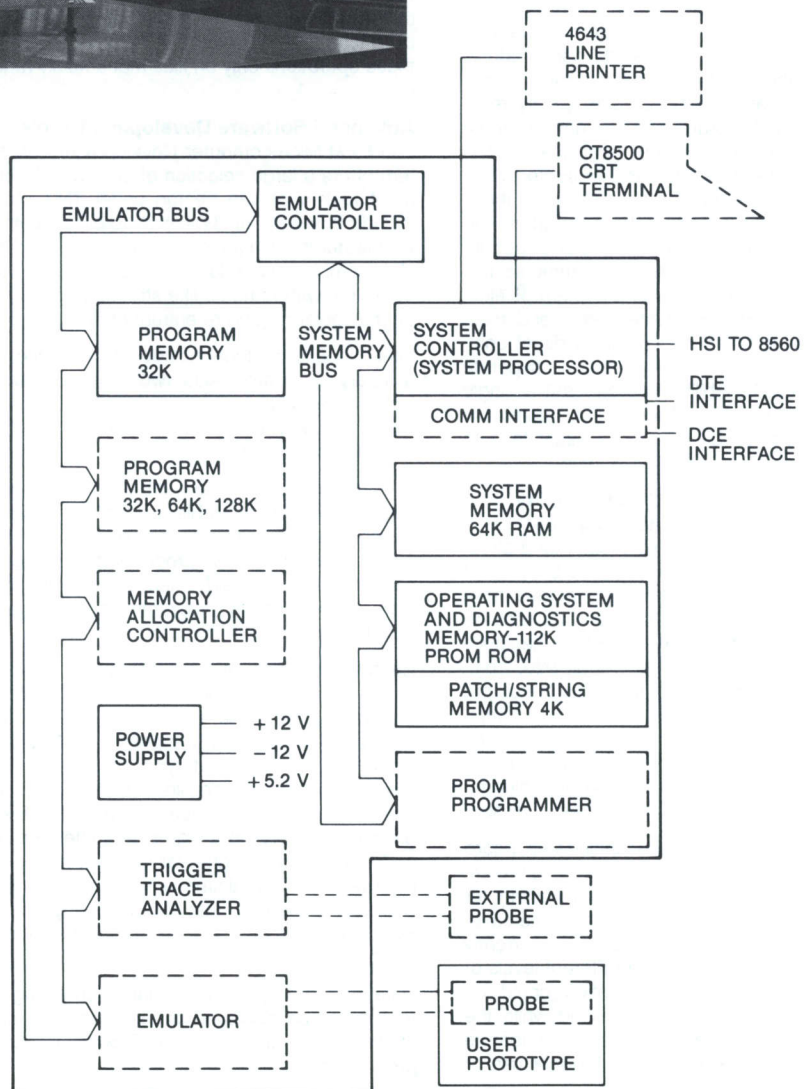 4643
LINE
PRINTER
CT8500
CRT
TERMINAL
EMULATOR BUS
EMULATOR
CONTROLLER
PROGRAM
MEMORY
32K
SYSTEM
MEMORY
BUS
SYSTEM
CONTROLLER
(SYSTEM PROCESSOR)
COMM INTERFACE
HSI TO 8560
DTE
INTERFACE
DCE
INTERFACE
PROGRAM
MEMORY
32K, 64K, 128K
SYSTEM
MEMORY
64K RAM
MEMORY
ALLOCATION
CONTROLLER
OPERATING SYSTEM
AND DIAGNOSTICS
MEMORY–112K
PROM ROM
PATCH/STRING
MEMORY 4K
POWER
SUPPLY
+ 12 V
– 12 V
+ 5.2 V
PROM
PROGRAMMER
TRIGGER
TRACE
ANALYZER
EXTERNAL
PROBE
EMULATOR
PROBE
USER
PROTOTYPE